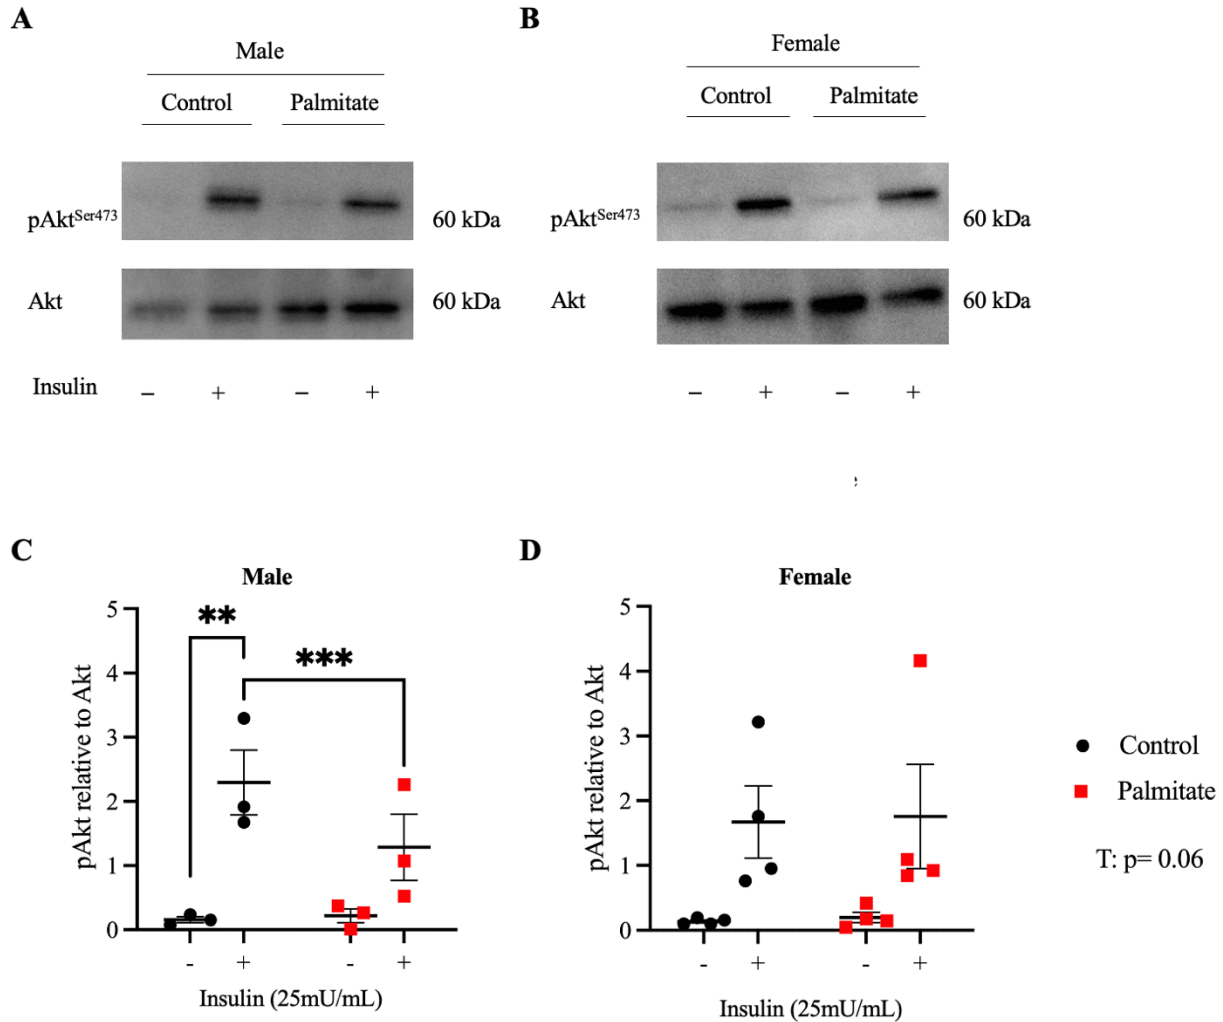 A
Male
Control Palmitate
pAkt^Ser473 60 kDa
Akt 60 kDa
Insulin – + – +
B
Female
Control Palmitate
pAkt^Ser473 60 kDa
Akt 60 kDa
– + – +
C
Male
pAkt relative to Akt
5
4
3
2
1
0
** ***
- + - +
Insulin (25mU/mL)
D
Female
pAkt relative to Akt
5
4
3
2
1
0
- + - +
Insulin (25mU/mL)
Control
Palmitate
T: p= 0.06